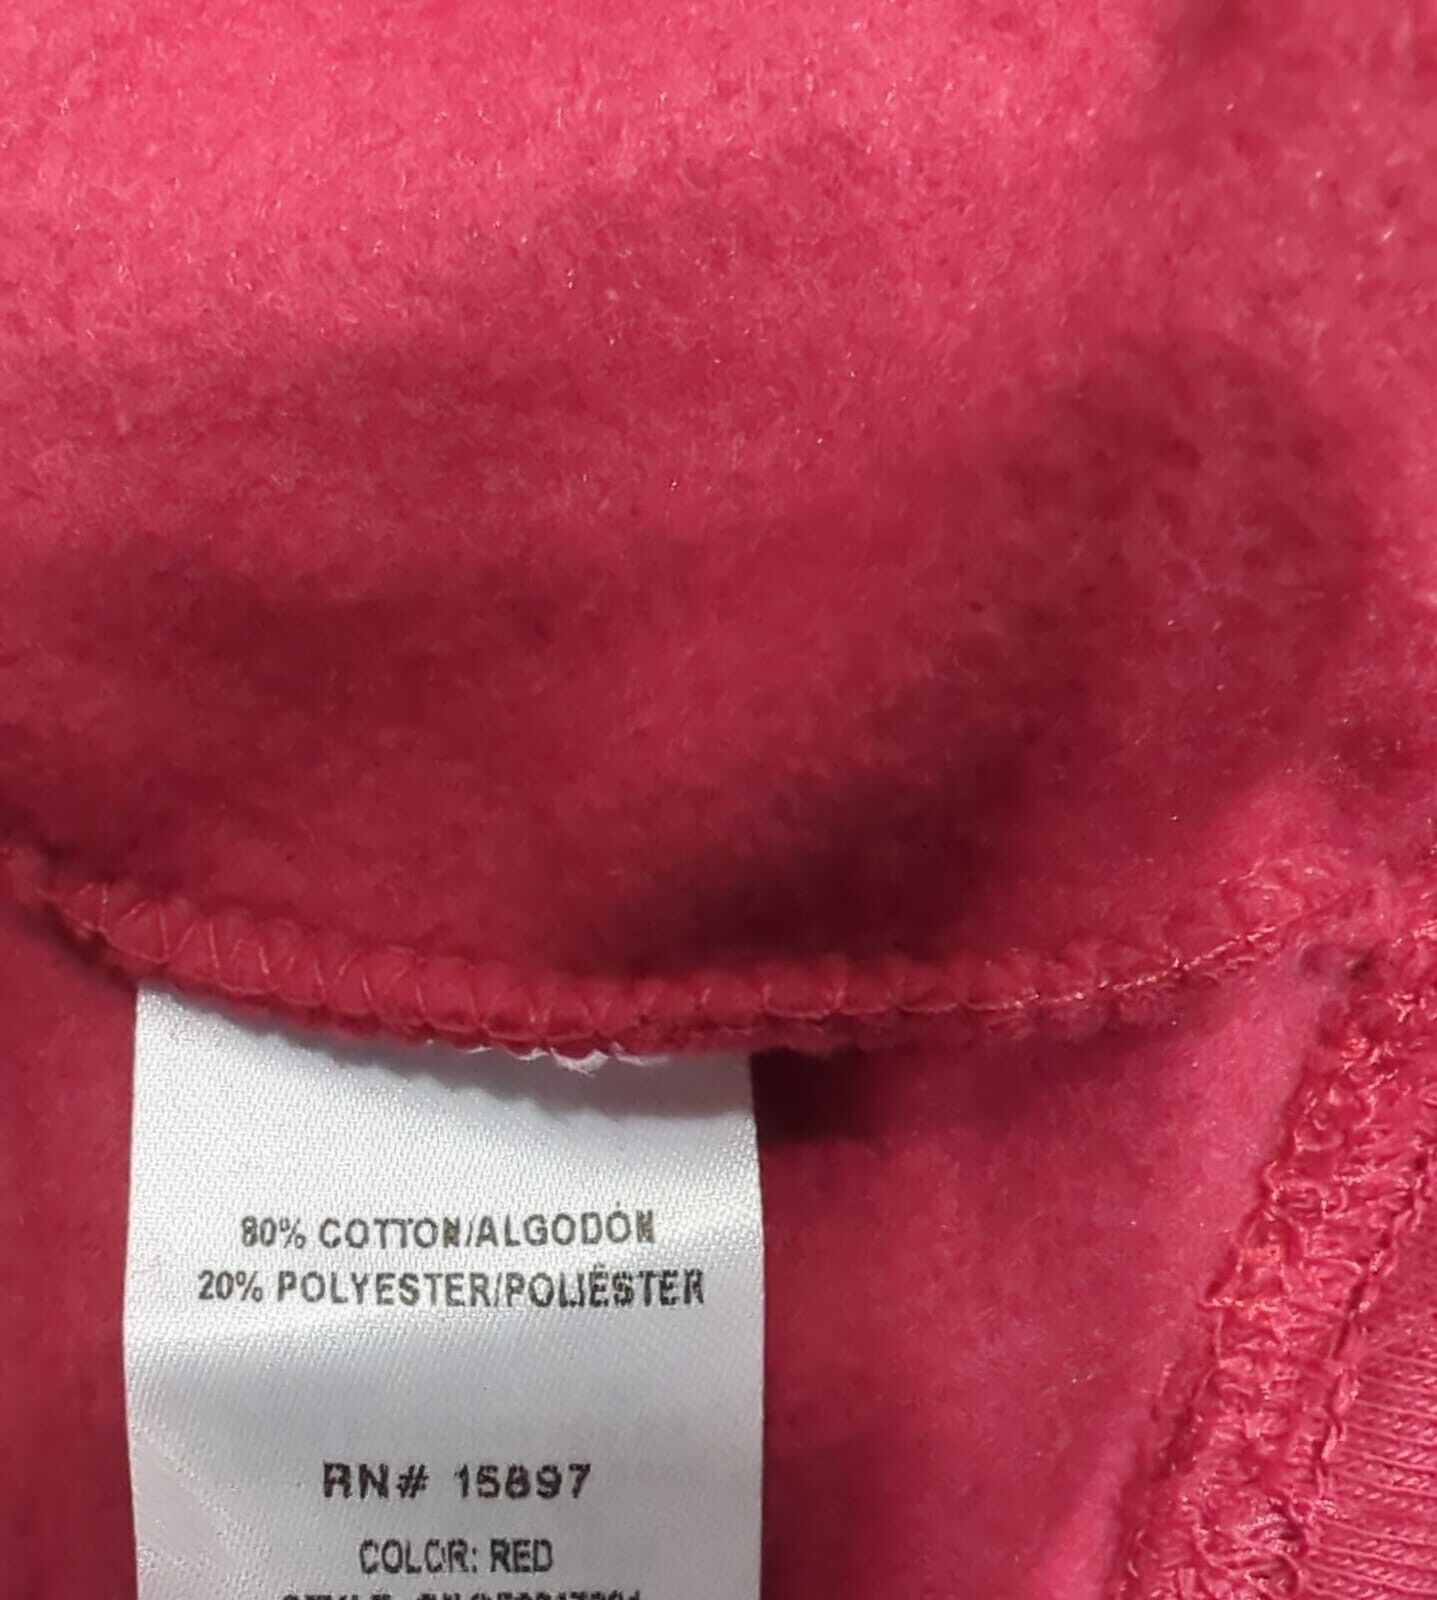 80% COTTON/ALGODÓN
20% POLYESTER/POLIÉSTER
RN# 15897
COLOR: RED